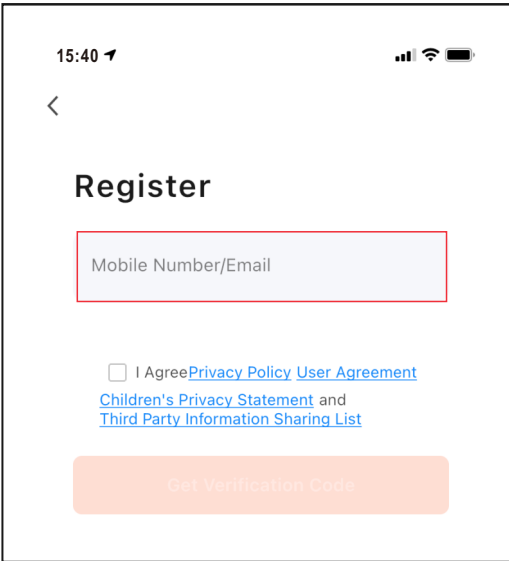 15:40
Register
Mobile Number/Email
I AgreePrivacy Policy User Agreement
Children's Privacy Statement and
Third Party Information Sharing List
Get Verification Code